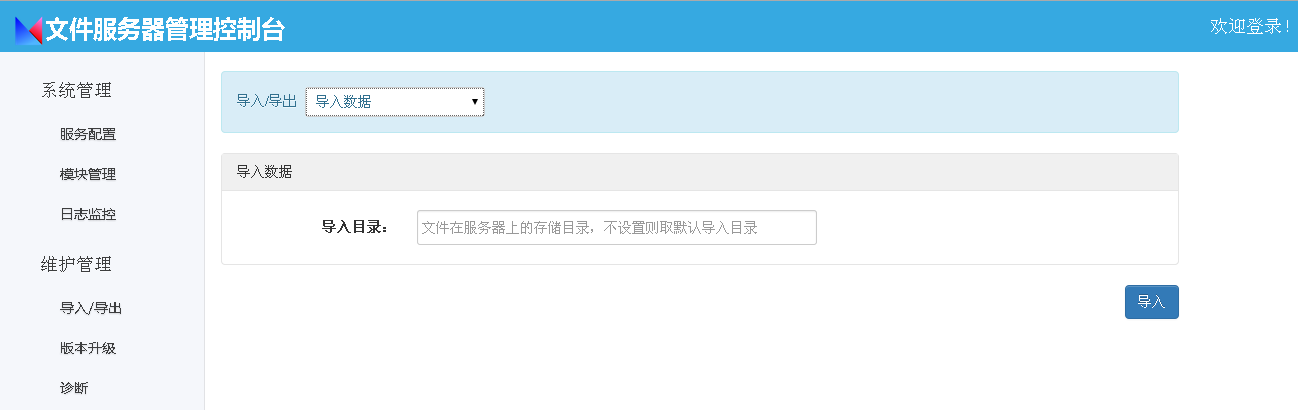 文件服务器管理控制台
欢迎登录!
系统管理
服务配置
模块管理
日志监控
维护管理
导入/导出
版本升级
诊断
导入/导出 导入数据
导入数据
导入目录: 文件在服务器上的存储目录，不设置则取默认导入目录
导入